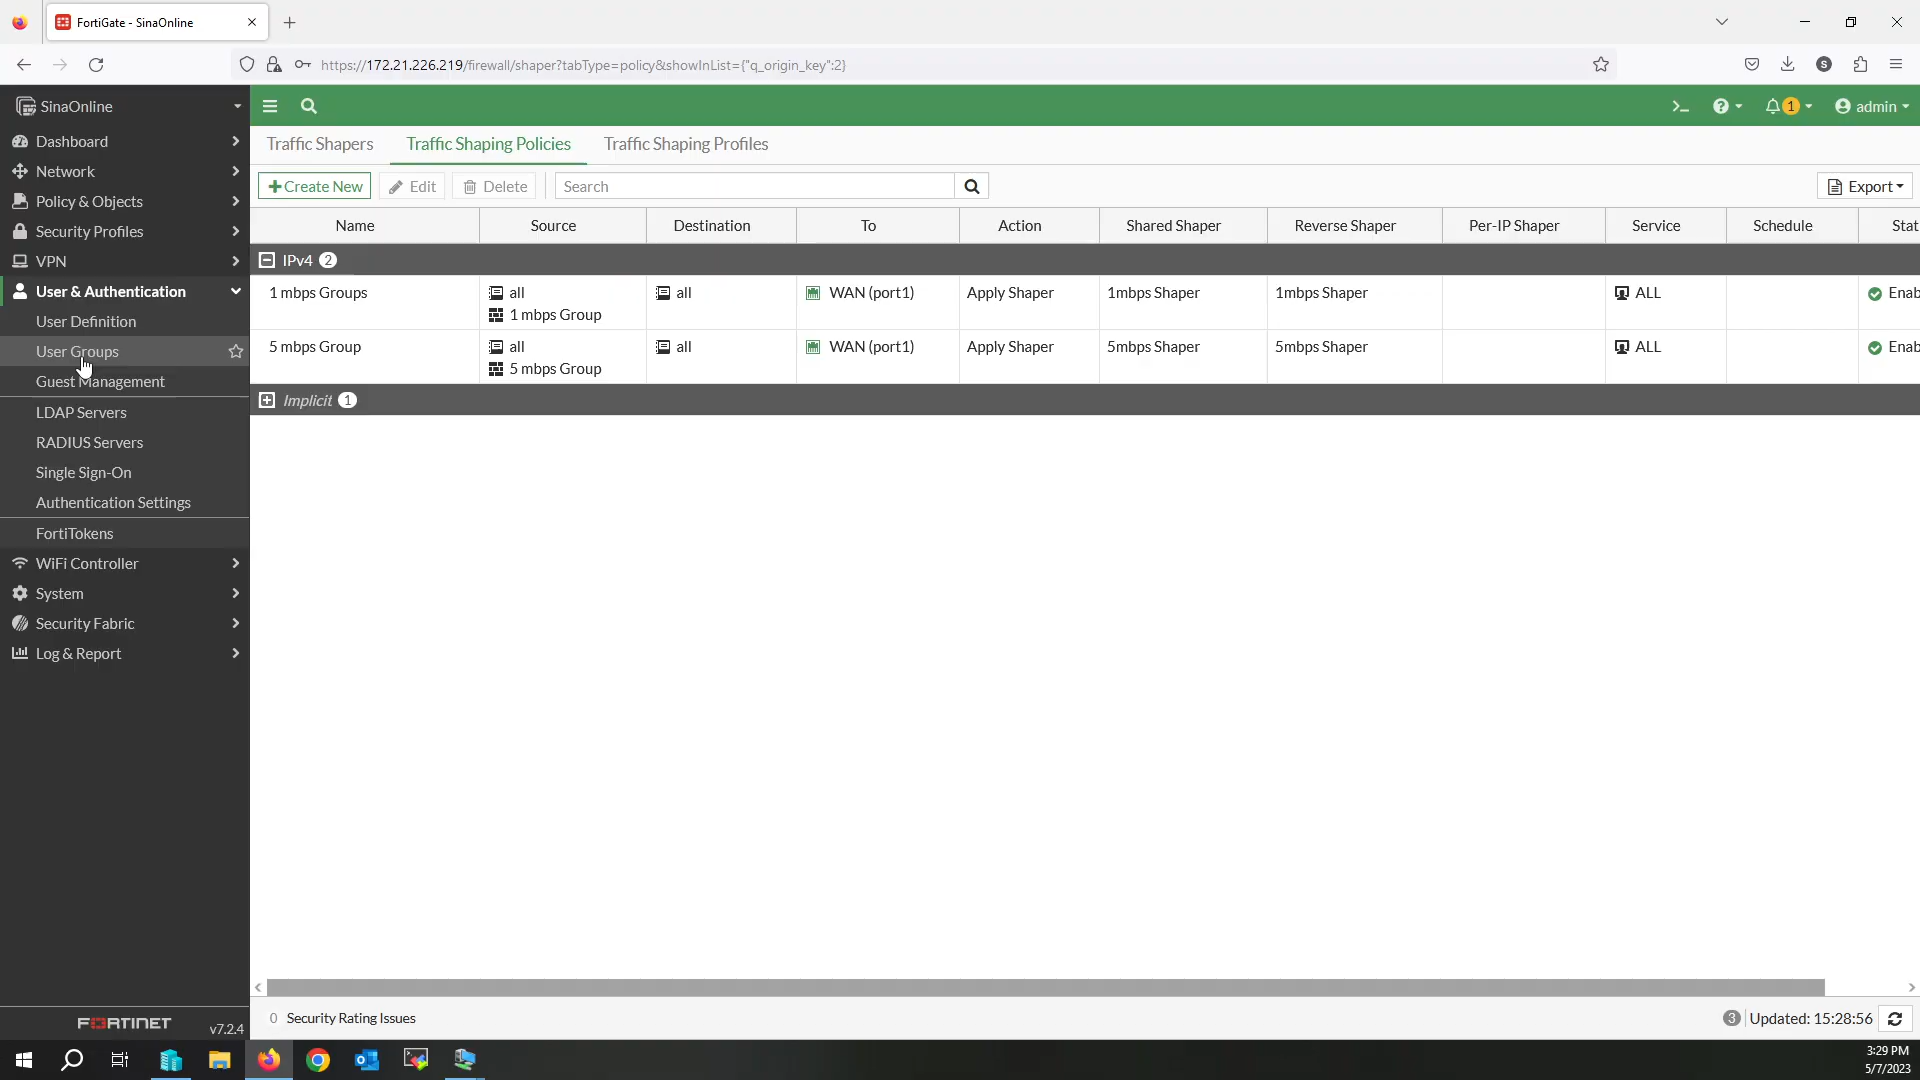 FortiGate - SinaOnline
https://172.21.226.219/firewall/shaper?tabType=policy&showInList={"q_origin_key":2}
S
SinaOnline
1
admin
Dashboard
Network
Policy & Objects
Security Profiles
VPN
User & Authentication
User Definition
User Groups
Guest Management
LDAP Servers
RADIUS Servers
Single Sign-On
Authentication Settings
FortiTokens
WiFi Controller
System
Security Fabric
Log & Report
FORTINET v7.2.4
Traffic Shapers Traffic Shaping Policies Traffic Shaping Profiles
Create New Edit Delete Search Export
Name Source Destination To Action Shared Shaper Reverse Shaper Per-IP Shaper Service Schedule Stat
IPv4 2
1 mbps Groups all all WAN (port1) Apply Shaper 1mbps Shaper 1mbps Shaper ALL Enab
1 mbps Group
5 mbps Group all all WAN (port1) Apply Shaper 5mbps Shaper 5mbps Shaper ALL Enab
5 mbps Group
Implicit 1
0 Security Rating Issues
3 Updated: 15:28:56
3:29 PM
5/7/2023